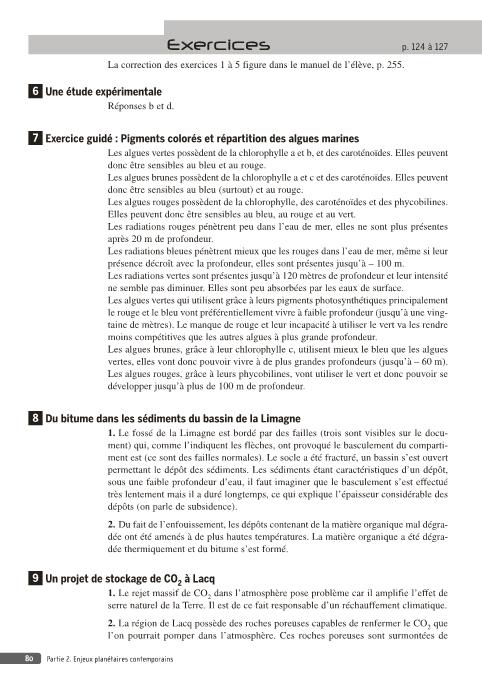 Exercices
p. 124 à 127
La correction des exercices 1 à 5 figure dans le manuel de l'élève, p. 255.
6 Une étude expérimentale
Réponses b et d.
7 Exercice guidé : Pigments colorés et répartition des algues marines
Les algues vertes possèdent de la chlorophylle a et b, et des caroténoïdes. Elles peuvent
donc être sensibles au bleu et au rouge.
Les algues brunes possèdent de la chlorophylle a et c et des caroténoïdes. Elles peuvent
donc être sensibles au bleu (surtout) et au rouge.
Les algues rouges possèdent de la chlorophylle, des caroténoïdes et des phycobilines.
Elles peuvent donc être sensibles au bleu, au rouge et au vert.
Les radiations rouges pénètrent peu dans l'eau de mer, elles ne sont plus présentes
après 20 m de profondeur.
Les radiations bleues pénètrent mieux que les rouges dans l'eau de mer, même si leur
présence décroît avec la profondeur, elles sont présentes jusqu'à – 100 m.
Les radiations vertes sont présentes jusqu'à 120 mètres de profondeur et leur intensité
ne semble pas diminuer. Elles sont peu absorbées par les eaux de surface.
Les algues vertes qui utilisent grâce à leurs pigments photosynthétiques principalement
le rouge et le bleu vont préférentiellement vivre à faible profondeur (jusqu'à une ving-
taine de mètres). Le manque de rouge et leur incapacité à utiliser le vert va les rendre
moins compétitives que les autres algues à plus grande profondeur.
Les algues brunes, grâce à leur chlorophylle c, utilisent mieux le bleu que les algues
vertes, elles vont donc pouvoir vivre à de plus grandes profondeurs (jusqu'à – 60 m).
Les algues rouges, grâce à leurs phycobilines, vont utiliser le vert et donc pouvoir se
développer jusqu'à plus de 100 m de profondeur.
8 Du bitume dans les sédiments du bassin de la Limagne
1. Le fossé de la Limagne est bordé par des failles (trois sont visibles sur le docu-
ment) qui, comme l'indiquent les flèches, ont provoqué le basculement du comparti-
ment est (ce sont des failles normales). Le socle a été fracturé, un bassin s'est ouvert
permettant le dépôt des sédiments. Les sédiments étant caractéristiques d'un dépôt,
sous une faible profondeur d'eau, il faut imaginer que le basculement s'est effectué
très lentement mais il a duré longtemps, ce qui explique l'épaisseur considérable des
dépôts (on parle de subsidence).
2. Du fait de l'enfouissement, les dépôts contenant de la matière organique mal dégra-
dée ont été amenés à de plus hautes températures. La matière organique a été dégra-
dée thermiquement et du bitume s'est formé.
9 Un projet de stockage de CO2 à Lacq
1. Le rejet massif de CO2 dans l'atmosphère pose problème car il amplifie l'effet de
serre naturel de la Terre. Il est de ce fait responsable d'un réchauffement climatique.
2. La région de Lacq possède des roches poreuses capables de renfermer le CO2 que
l'on pourrait pomper dans l'atmosphère. Ces roches poreuses sont surmontées de
80 Partie 2. Enjeux planétaires contemporains